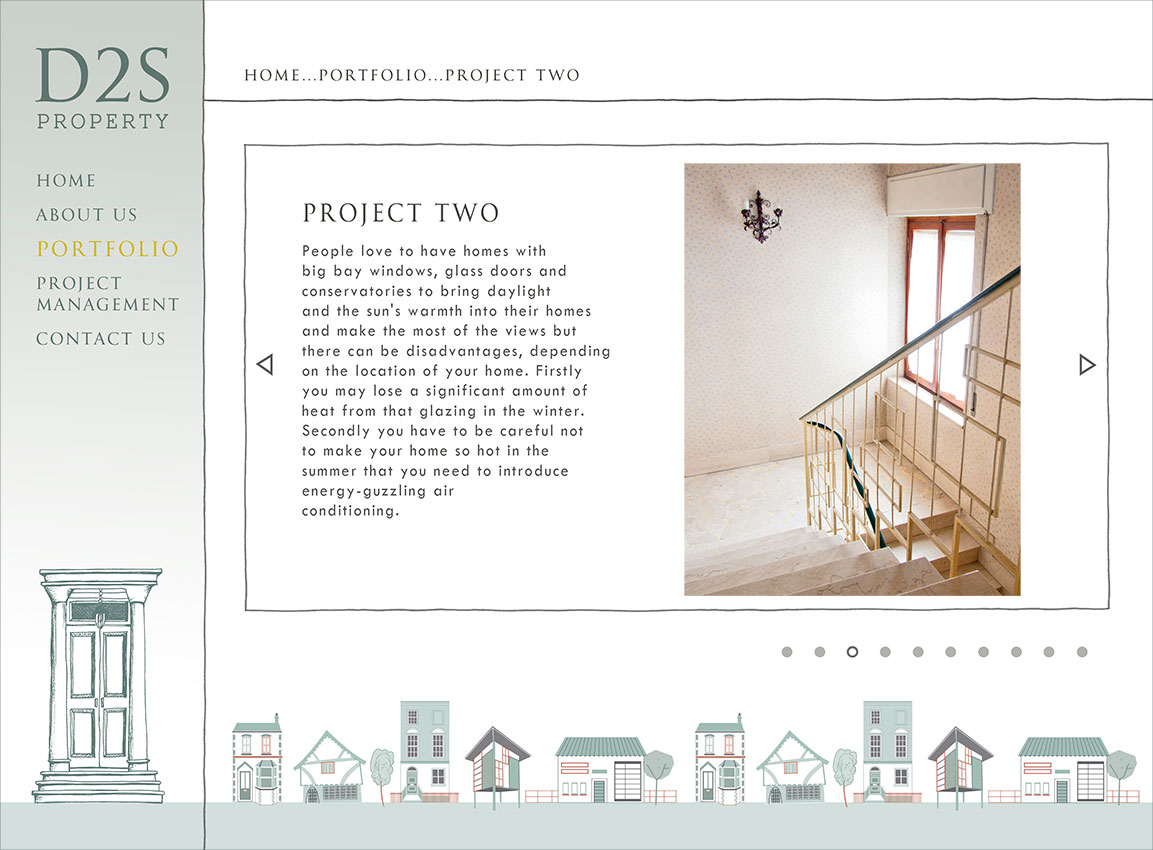 D2S
PROPERTY
HOME
ABOUT US
PORTFOLIO
PROJECT
MANAGEMENT
CONTACT US
HOME...PORTFOLIO...PROJECT TWO
PROJECT TWO
People love to have homes with
big bay windows, glass doors and
conservatories to bring daylight
and the sun's warmth into their homes
and make the most of the views but
there can be disadvantages, depending
on the location of your home. Firstly
you may lose a significant amount of
heat from that glazing in the winter.
Secondly you have to be careful not
to make your home so hot in the
summer that you need to introduce
energy-guzzling air
conditioning.